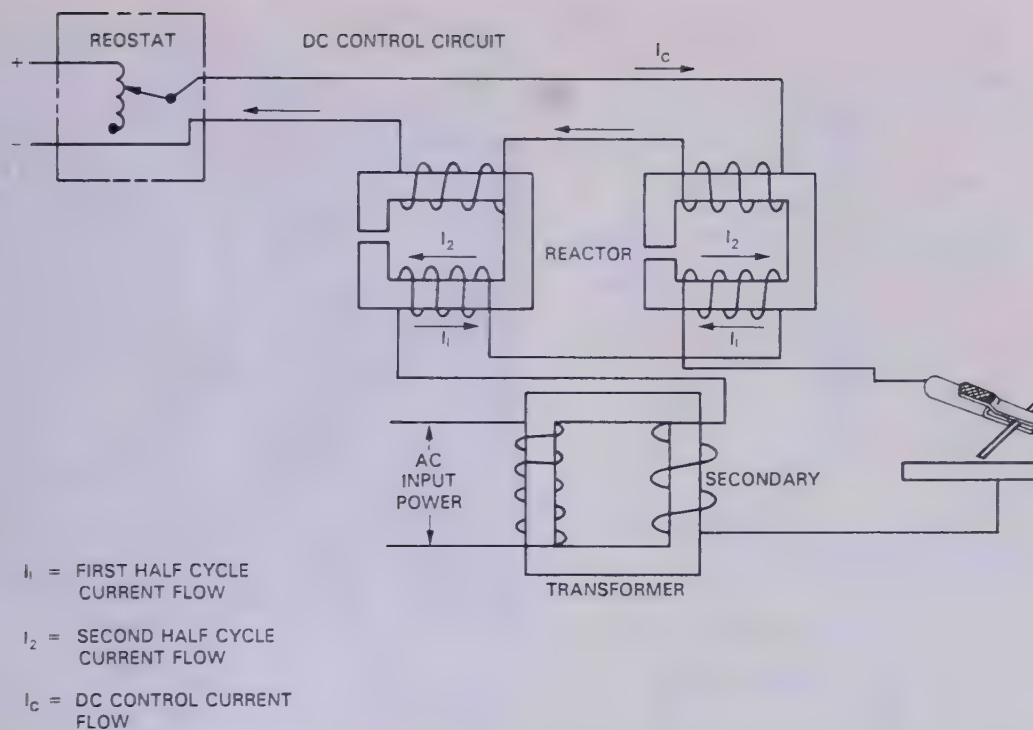 REOSTAT
DC CONTROL CIRCUIT
+
−
I_C
I_2
REACTOR
I_2
I_1
I_1
AC
INPUT
POWER
SECONDARY
TRANSFORMER
I_1 = FIRST HALF CYCLE
CURRENT FLOW
I_2 = SECOND HALF CYCLE
CURRENT FLOW
I_C = DC CONTROL CURRENT
FLOW